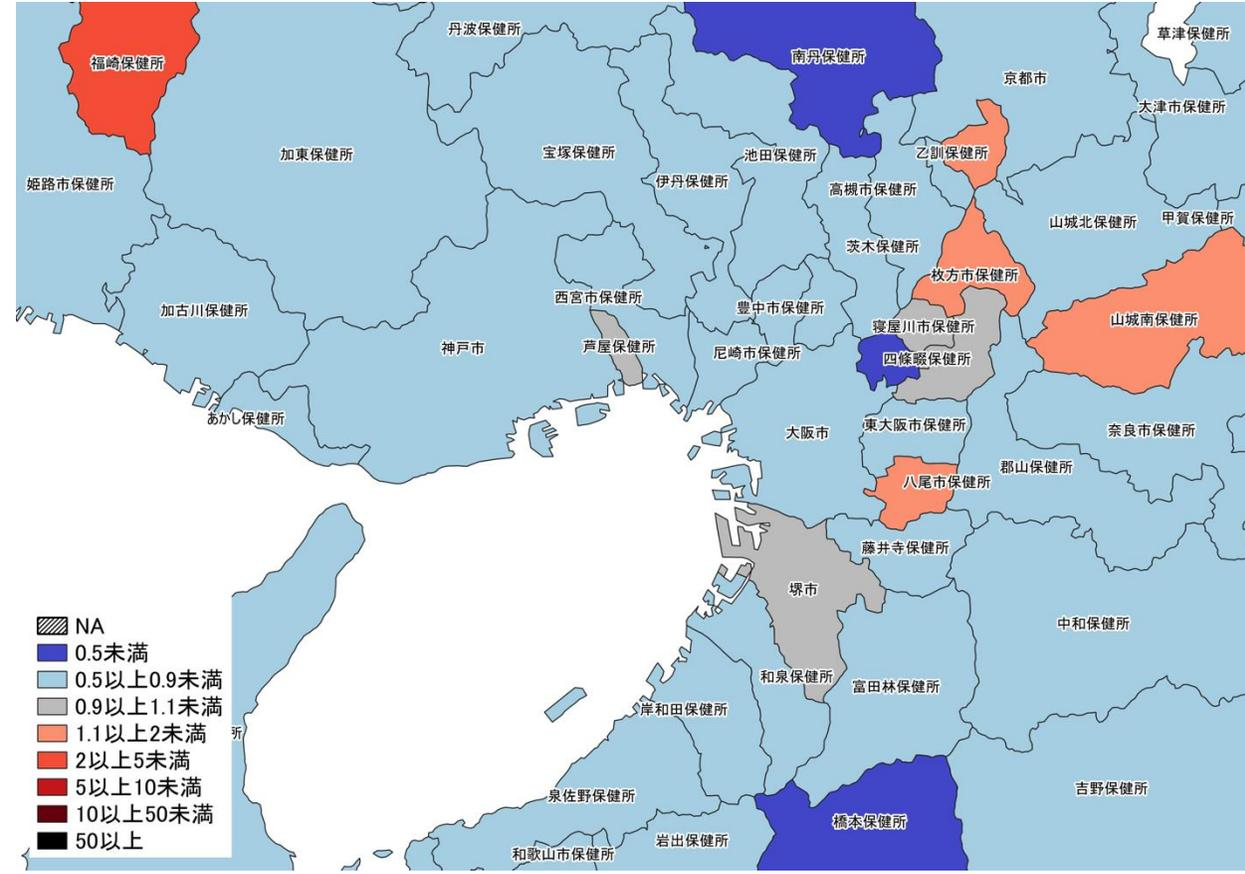 丹波保健所
草津保健所
福崎保健所
南丹保健所
京都市
大津市保健所
加東保健所
宝塚保健所
池田保健所
乙訓保健所
姫路市保健所
伊丹保健所
高槻市保健所
山城北保健所
甲賀保健所
茨木保健所
枚方市保健所
加古川保健所
西宮市保健所
豊中市保健所
山城南保健所
寝屋川市保健所
神戸市
芦屋保健所
尼崎市保健所
四條畷保健所
あかし保健所
大阪市
東大阪市保健所
奈良市保健所
郡山保健所
八尾市保健所
藤井寺保健所
堺市
中和保健所
和泉保健所
富田林保健所
岸和田保健所
所
泉佐野保健所
吉野保健所
橋本保健所
岩出保健所
和歌山市保健所
NA
0.5未満
0.5以上0.9未満
0.9以上1.1未満
1.1以上2未満
2以上5未満
5以上10未満
10以上50未満
50以上